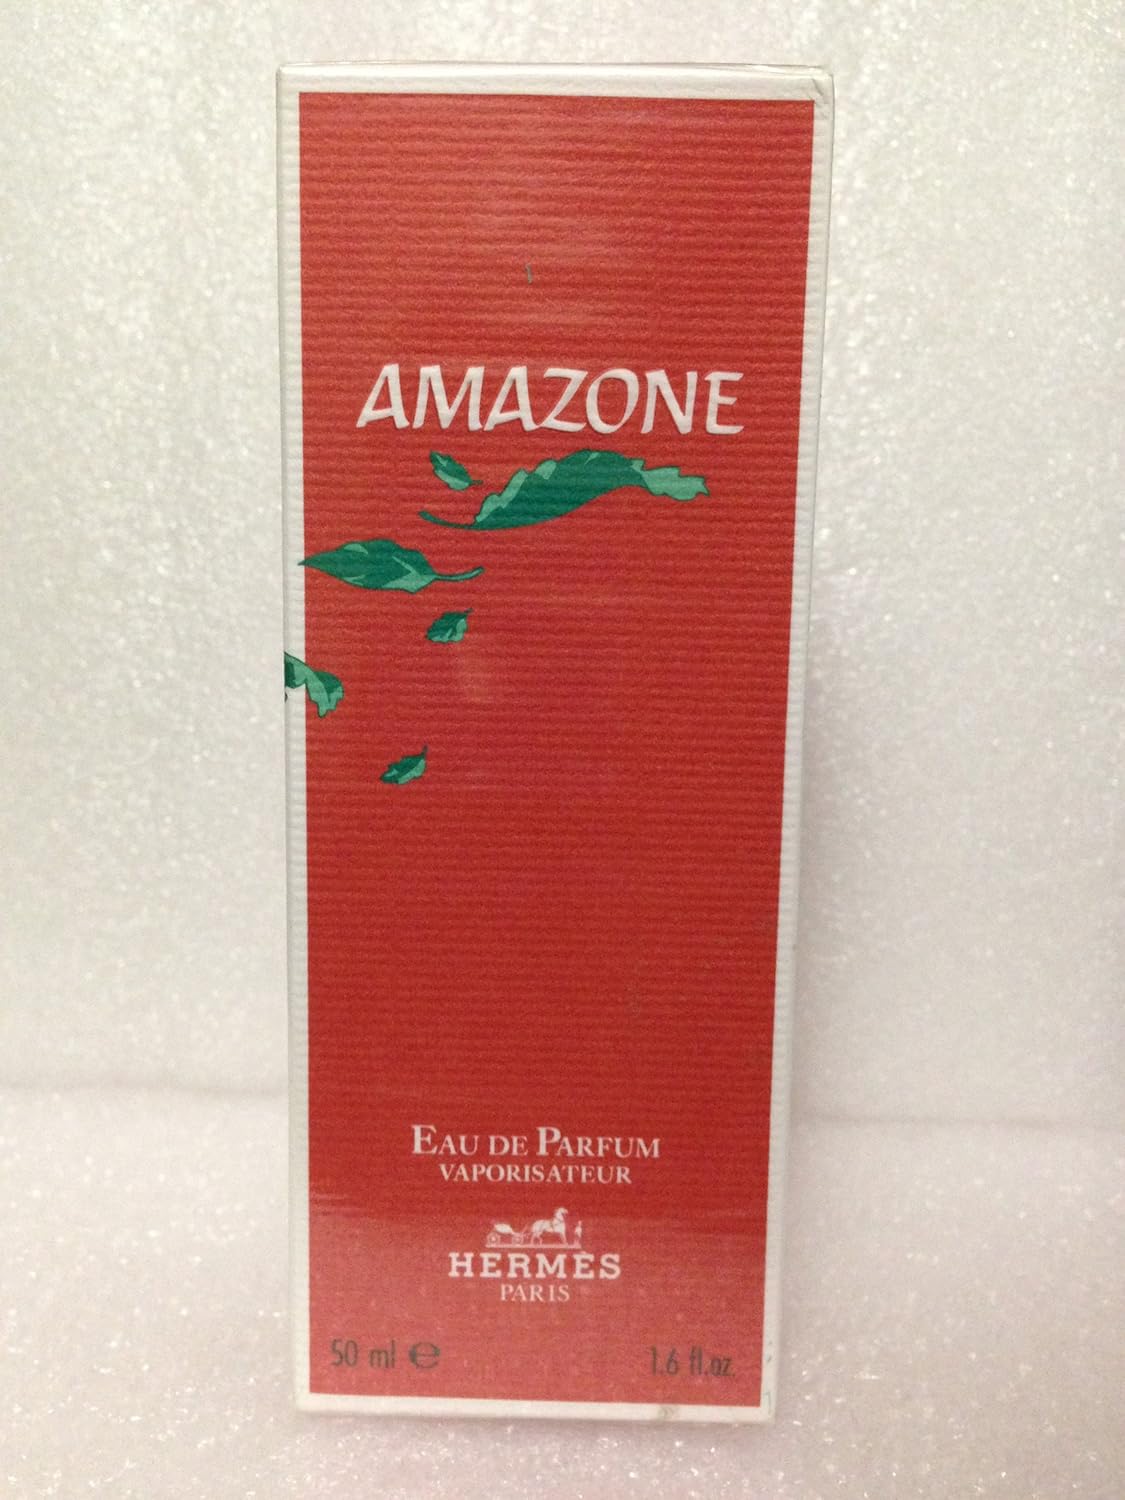 AMAZONE
EAU DE PARFUM
VAPORISATEUR
HERMÈS
PARIS
50 ml ℮
1.6 fl.oz.